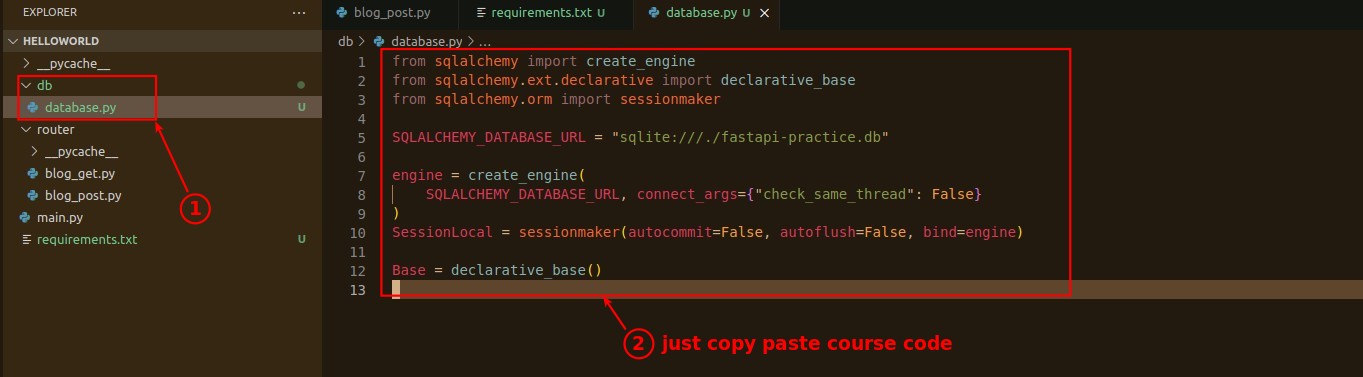 EXPLORER
...
blog_post.py
requirements.txt U
database.py U
HELLOWORLD
__pycache__
db
database.py U
router
__pycache__
blog_get.py
blog_post.py
main.py
requirements.txt U
db > database.py > ...
1 from sqlalchemy import create_engine
2 from sqlalchemy.ext.declarative import declarative_base
3 from sqlalchemy.orm import sessionmaker
4
5 SQLALCHEMY_DATABASE_URL = "sqlite:///./fastapi-practice.db"
6
7 engine = create_engine(
8     SQLALCHEMY_DATABASE_URL, connect_args={"check_same_thread": False}
9 )
10 SessionLocal = sessionmaker(autocommit=False, autoflush=False, bind=engine)
11
12 Base = declarative_base()
13
1
2 just copy paste course code